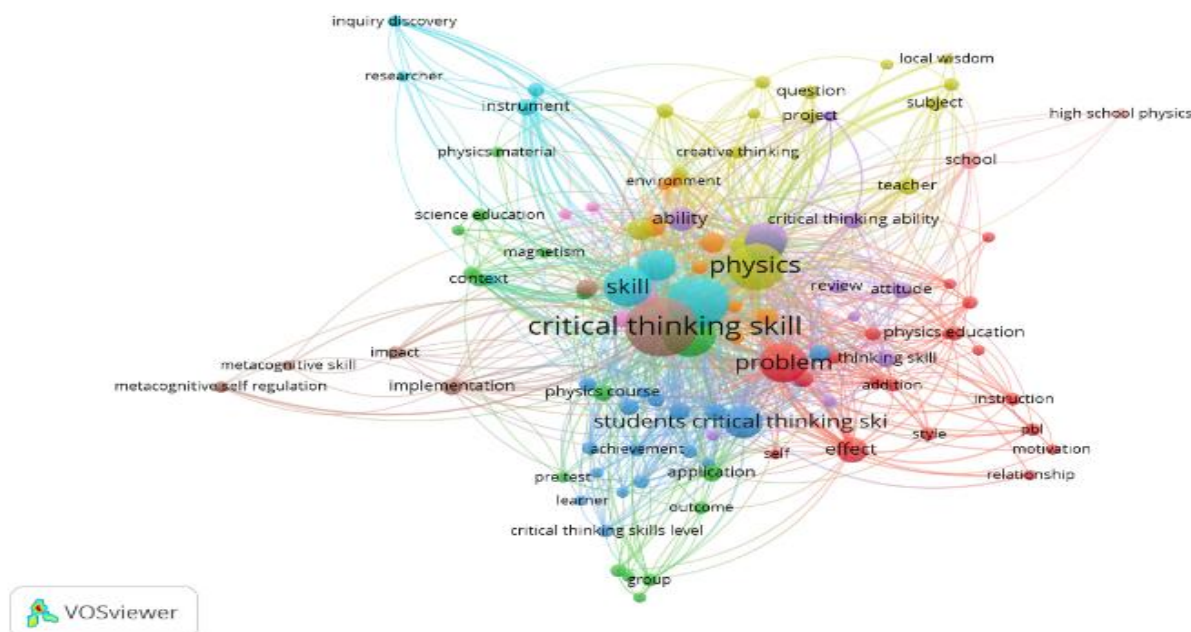 inquiry discovery
local wisdom
researcher
question
subject
instrument
project
high school physics
physics material
creative thinking
school
environment
teacher
science education
ability
critical thinking ability
magnetism
physics
context
skill
review
attitude
critical thinking skill
physics education
impact
problem
thinking skill
metacognitive skill
metacognitive self regulation
implementation
physics course
addition
instruction
students critical thinking ski
style
pbl
achievement
self
effect
motivation
pre test
application
relationship
learner
outcome
critical thinking skills level
group
VOSviewer